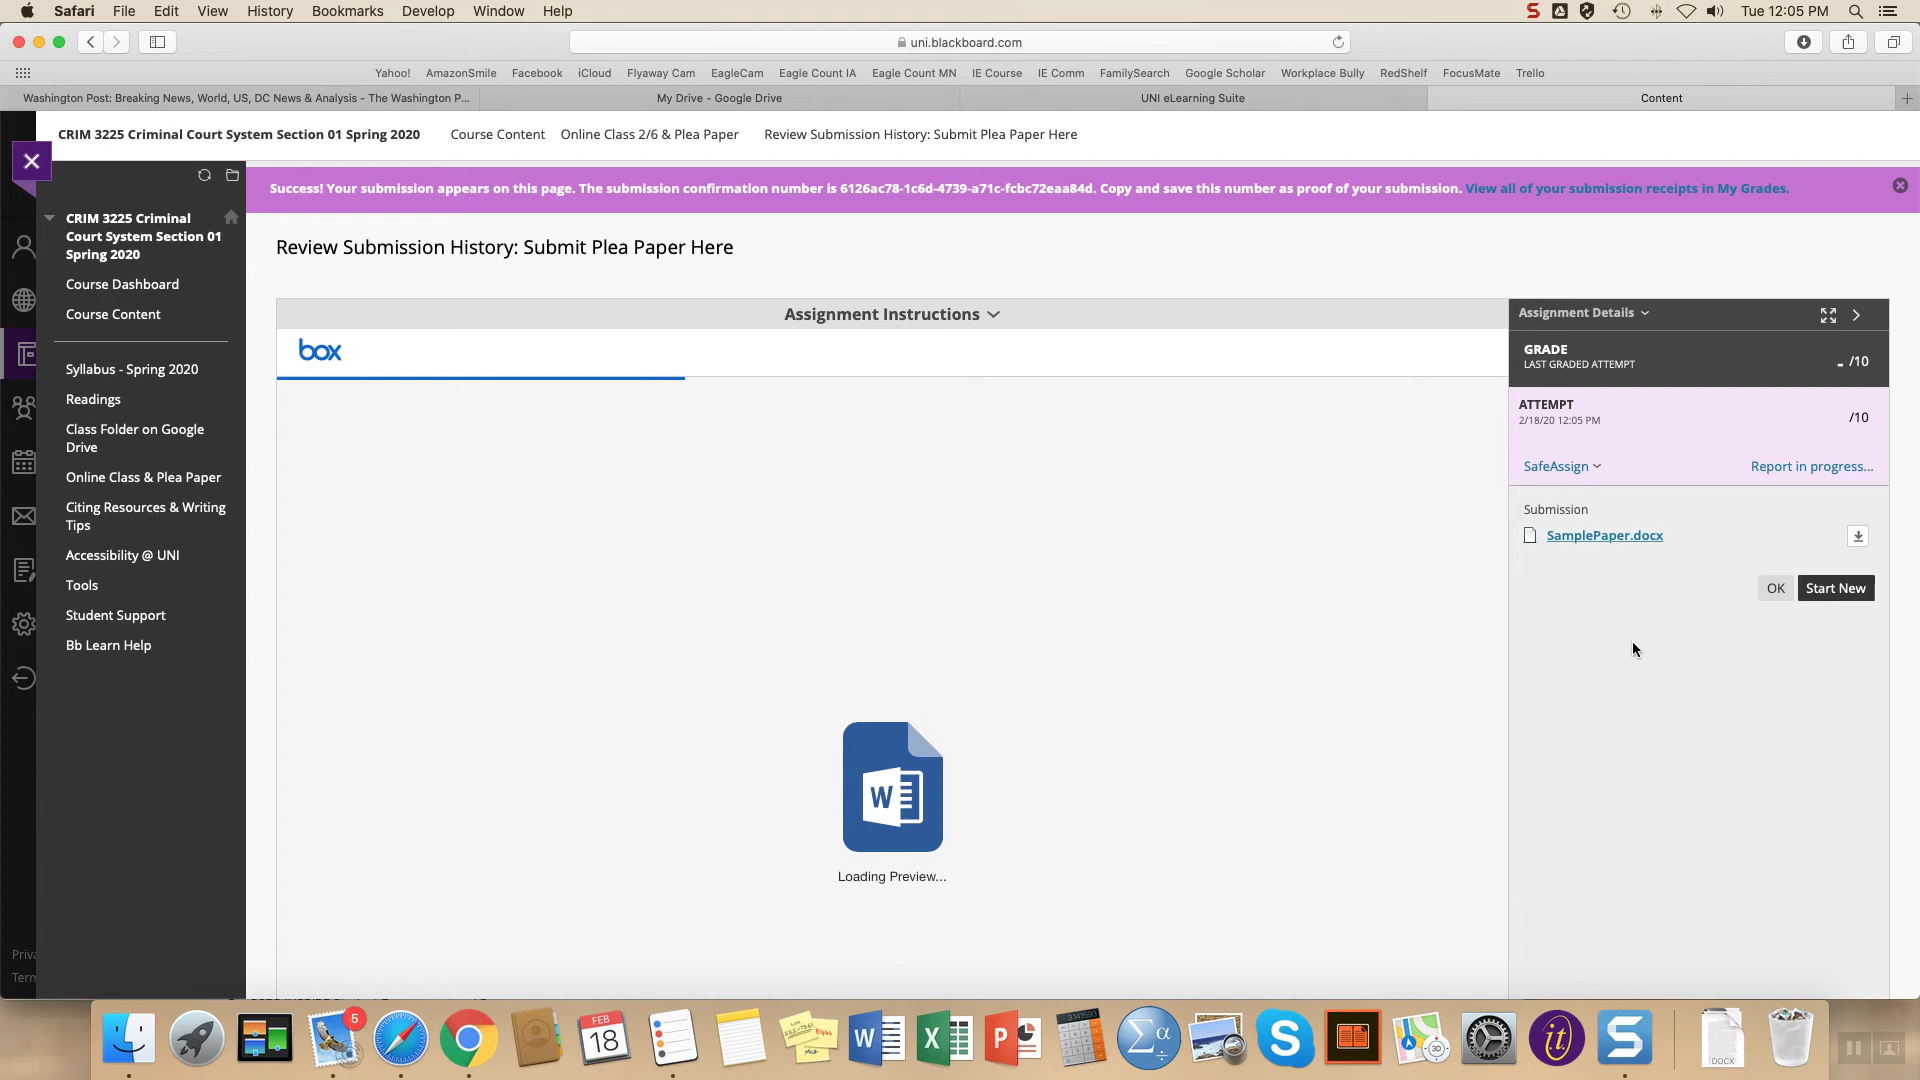 Safari File Edit View History Bookmarks Develop Window Help Tue 12:05 PM
uni.blackboard.com
Yahoo! AmazonSmile Facebook iCloud Flyaway Cam EagleCam Eagle Count IA Eagle Count MN IE Course IE Comm FamilySearch Google Scholar Workplace Bully RedShelf FocusMate Trello
Washington Post: Breaking News, World, US, DC News & Analysis - The Washington P... My Drive - Google Drive UNI eLearning Suite Content
CRIM 3225 Criminal Court System Section 01 Spring 2020 Course Content Online Class 2/6 & Plea Paper Review Submission History: Submit Plea Paper Here
Success! Your submission appears on this page. The submission confirmation number is 6126ac78-1c6d-4739-a71c-fcbc72eaa84d. Copy and save this number as proof of your submission. View all of your submission receipts in My Grades.
CRIM 3225 Criminal
Court System Section 01
Spring 2020
Course Dashboard
Course Content
Syllabus - Spring 2020
Readings
Class Folder on Google
Drive
Online Class & Plea Paper
Citing Resources & Writing
Tips
Accessibility @ UNI
Tools
Student Support
Bb Learn Help
Priva
Term
Review Submission History: Submit Plea Paper Here
Assignment Instructions
box
Loading Preview...
Assignment Details
GRADE
LAST GRADED ATTEMPT
- /10
ATTEMPT
2/18/20 12:05 PM
/10
SafeAssign Report in progress...
Submission
SamplePaper.docx
OK Start New
5
FEB
18
DOCX